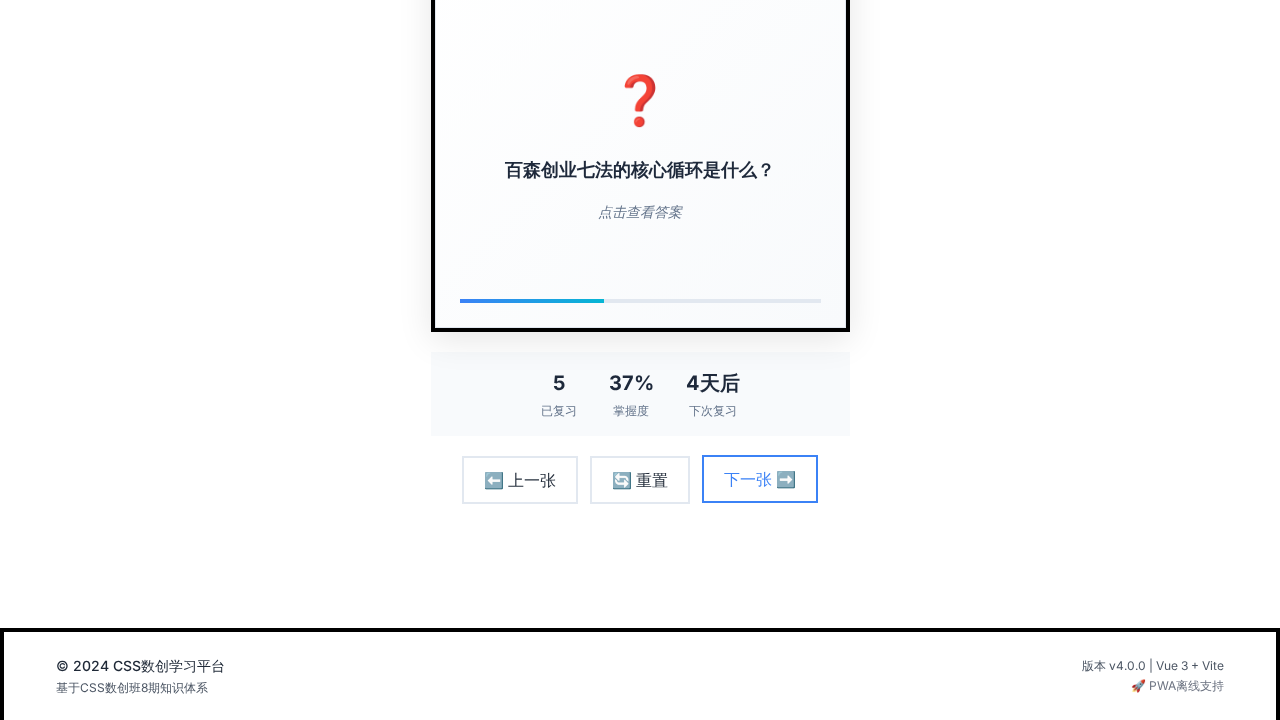 ❓
百森创业七法的核心循环是什么？
点击查看答案
5 37% 4天后
已复习 掌握度 下次复习
⬅️ 上一张 🔄 重置 下一张 ➡️
© 2024 CSS数创学习平台
基于CSS数创班8期知识体系
版本 v4.0.0 | Vue 3 + Vite
🚀 PWA离线支持